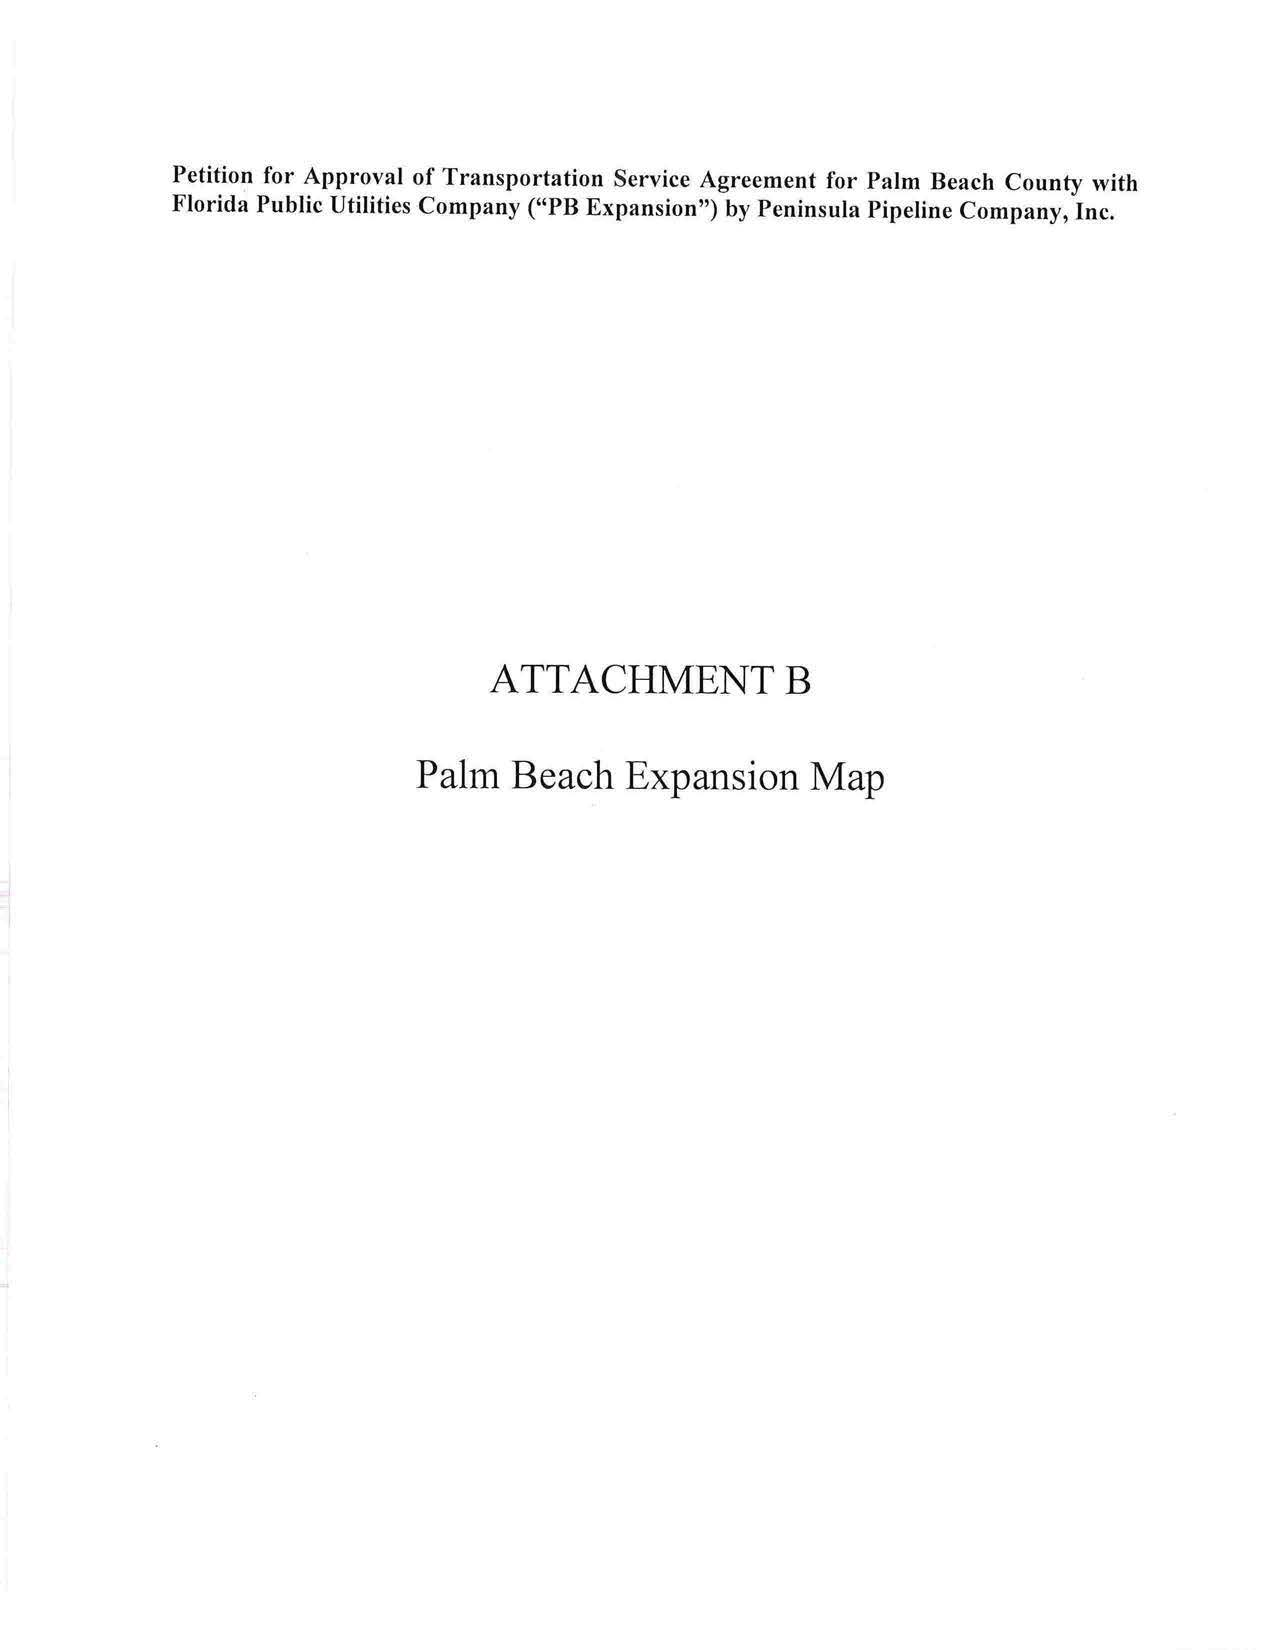 Petition for Approval of Transportation Service Agreement for Palm Beach County with
Florida Public Utilities Company (“PB Expansion”) by Peninsula Pipeline Company, Inc.
ATTACHMENT B
Palm Beach Expansion Map